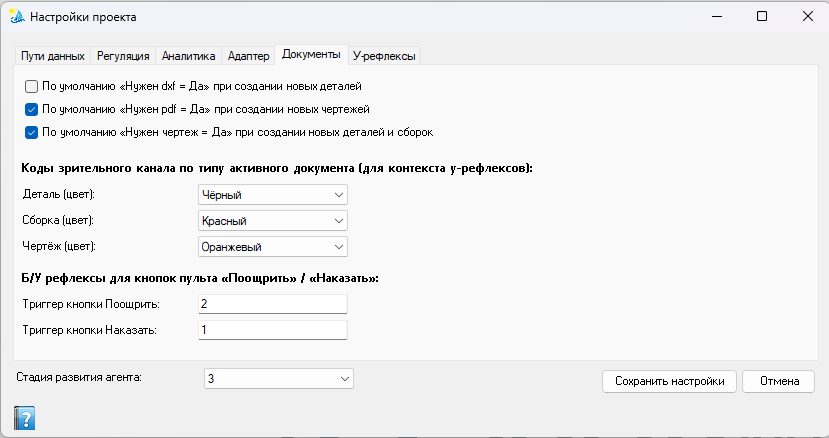 Настройки проекта
Пути данных Регуляция Аналитика Адаптер Документы У-рефлексы
По умолчанию «Нужен dxf = Да» при создании новых деталей
По умолчанию «Нужен pdf = Да» при создании новых чертежей
По умолчанию «Нужен чертеж = Да» при создании новых деталей и сборок
Коды зрительного канала по типу активного документа (для контекста у-рефлексов):
Деталь (цвет): Чёрный
Сборка (цвет): Красный
Чертёж (цвет): Оранжевый
Б/У рефлексы для кнопок пульта «Поощрить» / «Наказать»:
Триггер кнопки Поощрить: 2
Триггер кнопки Наказать: 1
Стадия развития агента: 3
Сохранить настройки Отмена
?